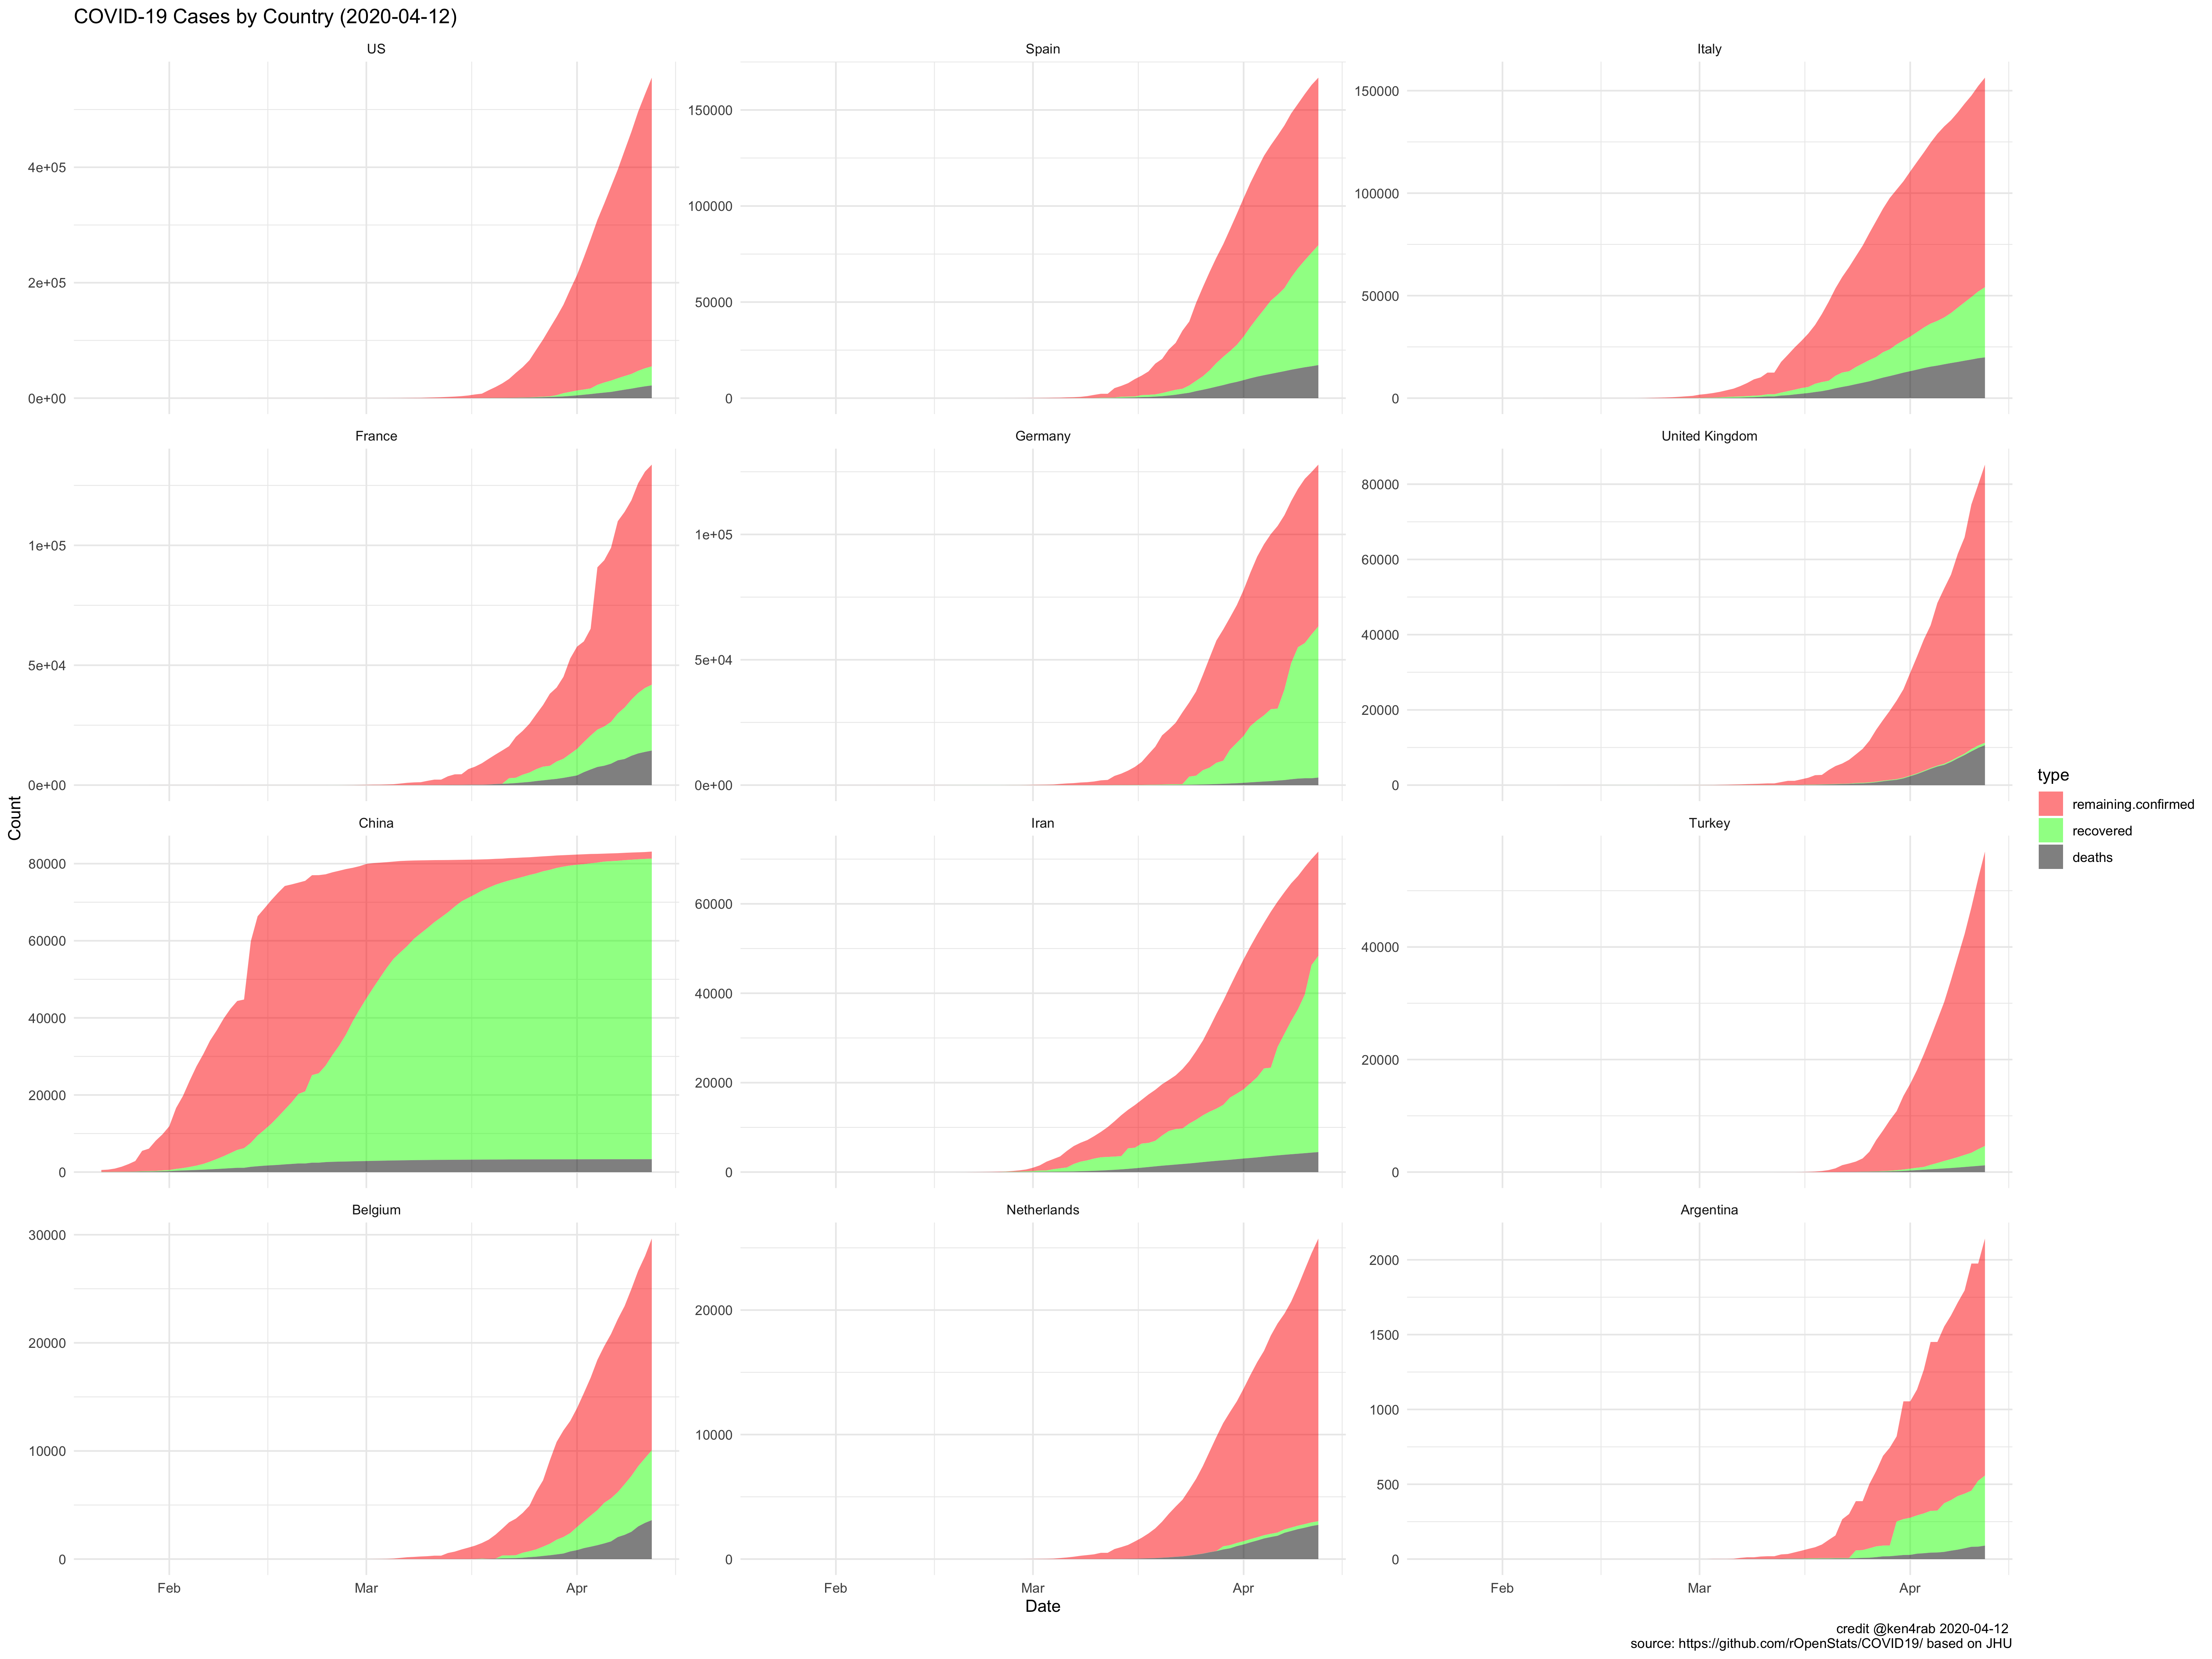 COVID-19 Cases by Country (2020-04-12)
US
Spain
Italy
4e+05
2e+05
0e+00
150000
100000
50000
0
150000
100000
50000
0
France
Germany
United Kingdom
1e+05
5e+04
0e+00
1e+05
5e+04
0e+00
80000
60000
40000
20000
0
Count
type
remaining.confirmed
recovered
deaths
China
Iran
Turkey
80000
60000
40000
20000
0
60000
40000
20000
0
40000
20000
0
Belgium
Netherlands
Argentina
30000
20000
10000
0
20000
10000
0
2000
1500
1000
500
0
Feb
Mar
Apr
Feb
Mar
Apr
Feb
Mar
Apr
Date
credit @ken4rab 2020-04-12
source: https://github.com/rOpenStats/COVID19/ based on JHU